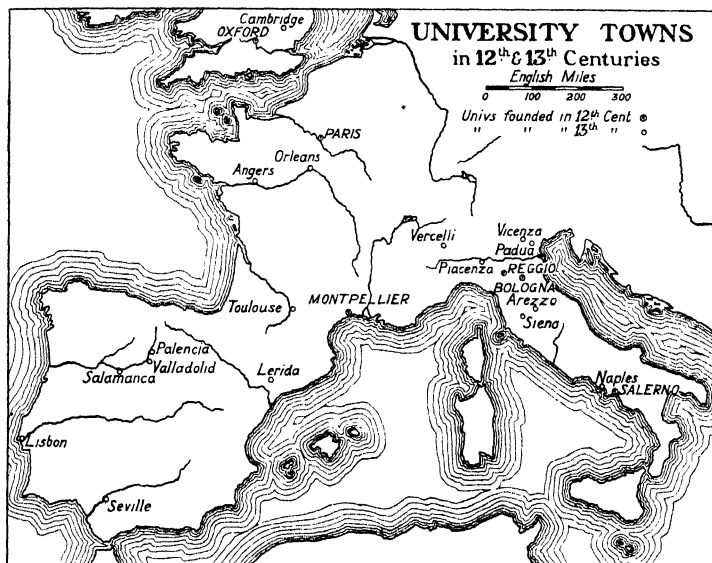 UNIVERSITY TOWNS
in 12th & 13th Centuries
English Miles
0 100 200 300
Univs founded in 12th Cent
" " " 13th "
Cambridge
OXFORD
PARIS
Orleans
Angers
Vercelli
Vicenza
Padua
Piacenza
REGGIO
BOLOGNA
Arezzo
Siena
Toulouse
MONTPELLIER
Palencia
Valladolid
Salamanca
Lerida
Naples
SALERNO
Lisbon
Seville